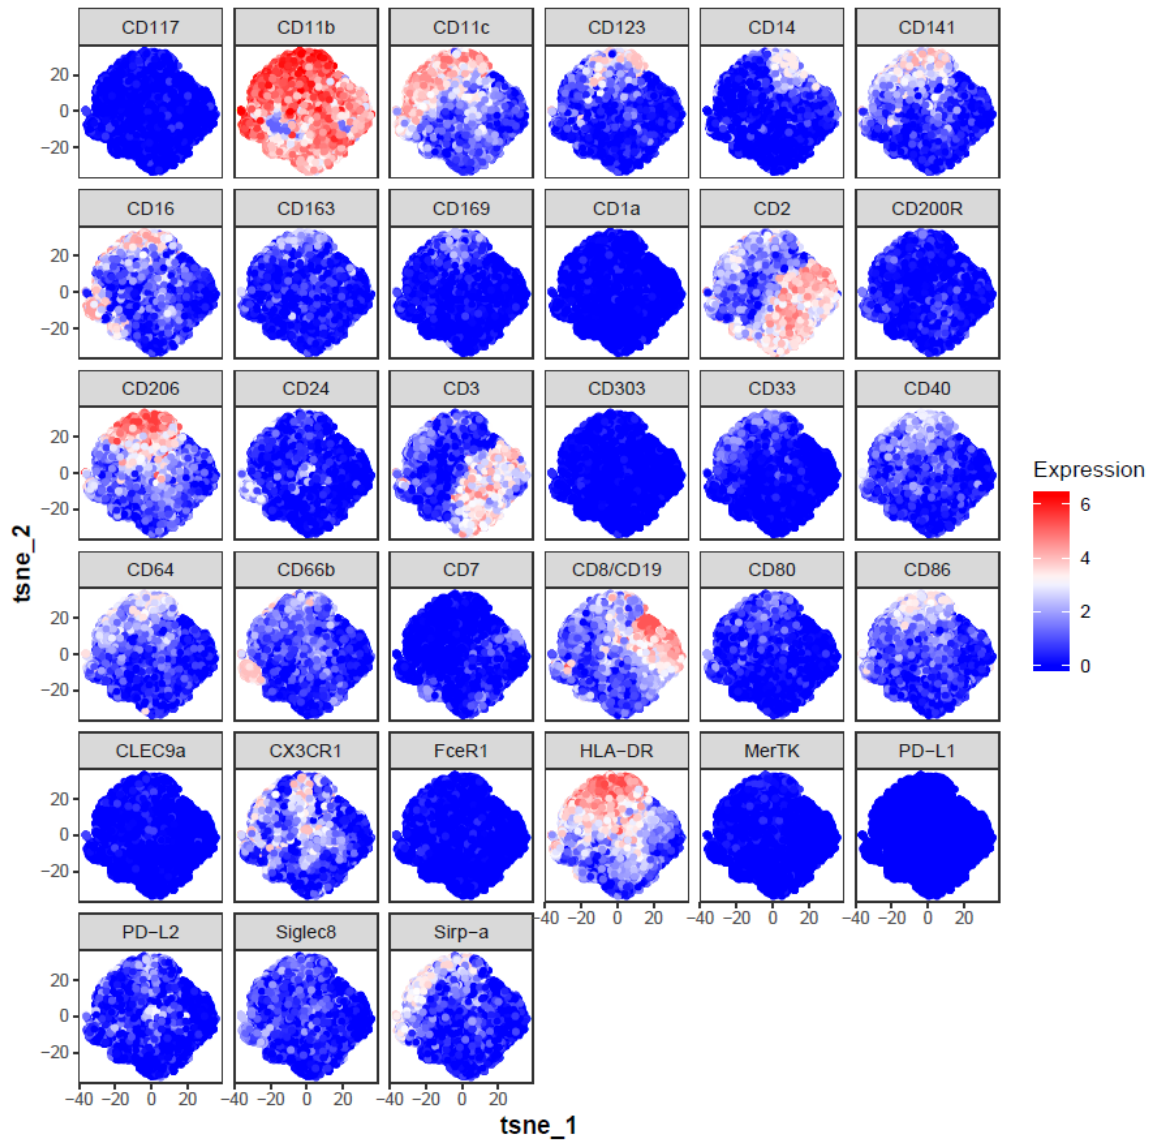 CD117 CD11b CD11c CD123 CD14 CD141
20
0
−20
CD16 CD163 CD169 CD1a CD2 CD200R
20
0
−20
CD206 CD24 CD3 CD303 CD33 CD40
20
0
−20
Expression
6
4
2
0
tsne_2
CD64 CD66b CD7 CD8/CD19 CD80 CD86
20
0
−20
CLEC9a CX3CR1 FceR1 HLA−DR MerTK PD−L1
20
0
−20
−40 −20 0 20 −40 −20 0 20 −40 −20 0 20
PD−L2 Siglec8 Sirp−a
20
0
−20
−40 −20 0 20 −40 −20 0 20 −40 −20 0 20
tsne_1